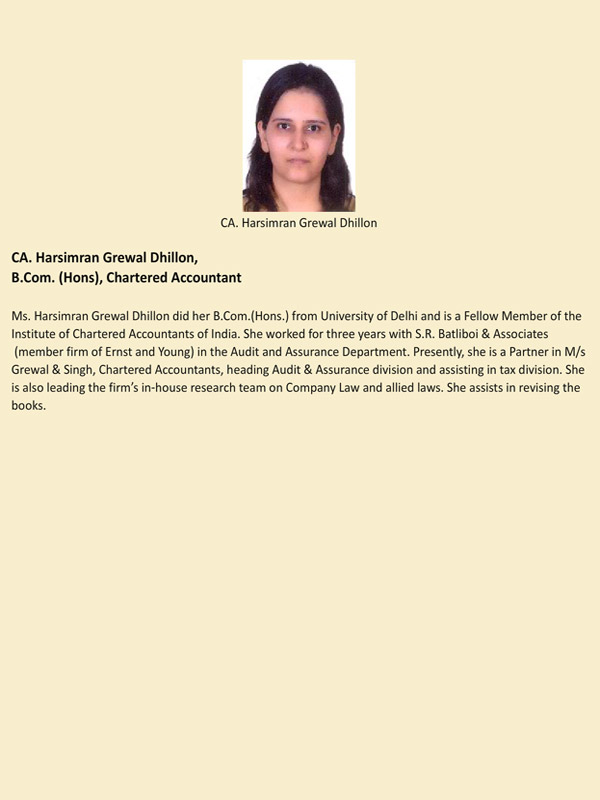 CA. Harsimran Grewal Dhillon
CA. Harsimran Grewal Dhillon,
B.Com. (Hons), Chartered Accountant
Ms. Harsimran Grewal Dhillon did her B.Com.(Hons.) from University of Delhi and is a Fellow Member of the
Institute of Chartered Accountants of India. She worked for three years with S.R. Batliboi & Associates
(member firm of Ernst and Young) in the Audit and Assurance Department. Presently, she is a Partner in M/s
Grewal & Singh, Chartered Accountants, heading Audit & Assurance division and assisting in tax division. She
is also leading the firm’s in-house research team on Company Law and allied laws. She assists in revising the
books.